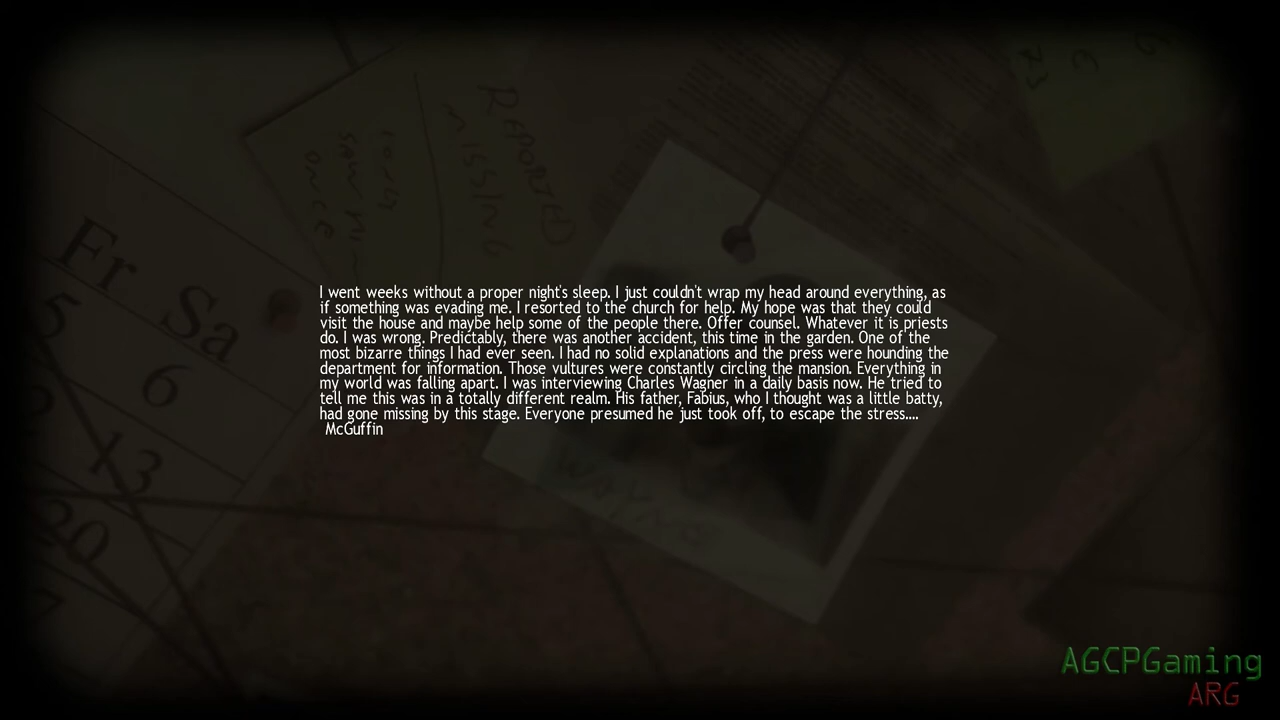 Fr Sa
5 6
13
20
REPORTED
MISSING
once
I went weeks without a proper night's sleep. I just couldn't wrap my head around everything, as
if something was evading me. I resorted to the church for help. My hope was that they could
visit the house and maybe help some of the people there. Offer counsel. Whatever it is priests
do. I was wrong. Predictably, there was another accident, this time in the garden. One of the
most bizarre things I had ever seen. I had no solid explanations and the press were hounding the
department for information. Those vultures were constantly circling the mansion. Everything in
my world was falling apart. I was interviewing Charles Wagner in a daily basis now. He tried to
tell me this was in a totally different realm. His father, Fabius, who I thought was a little batty,
had gone missing by this stage. Everyone presumed he just took off, to escape the stress....
McGuffin
AGCPGaming
ARG